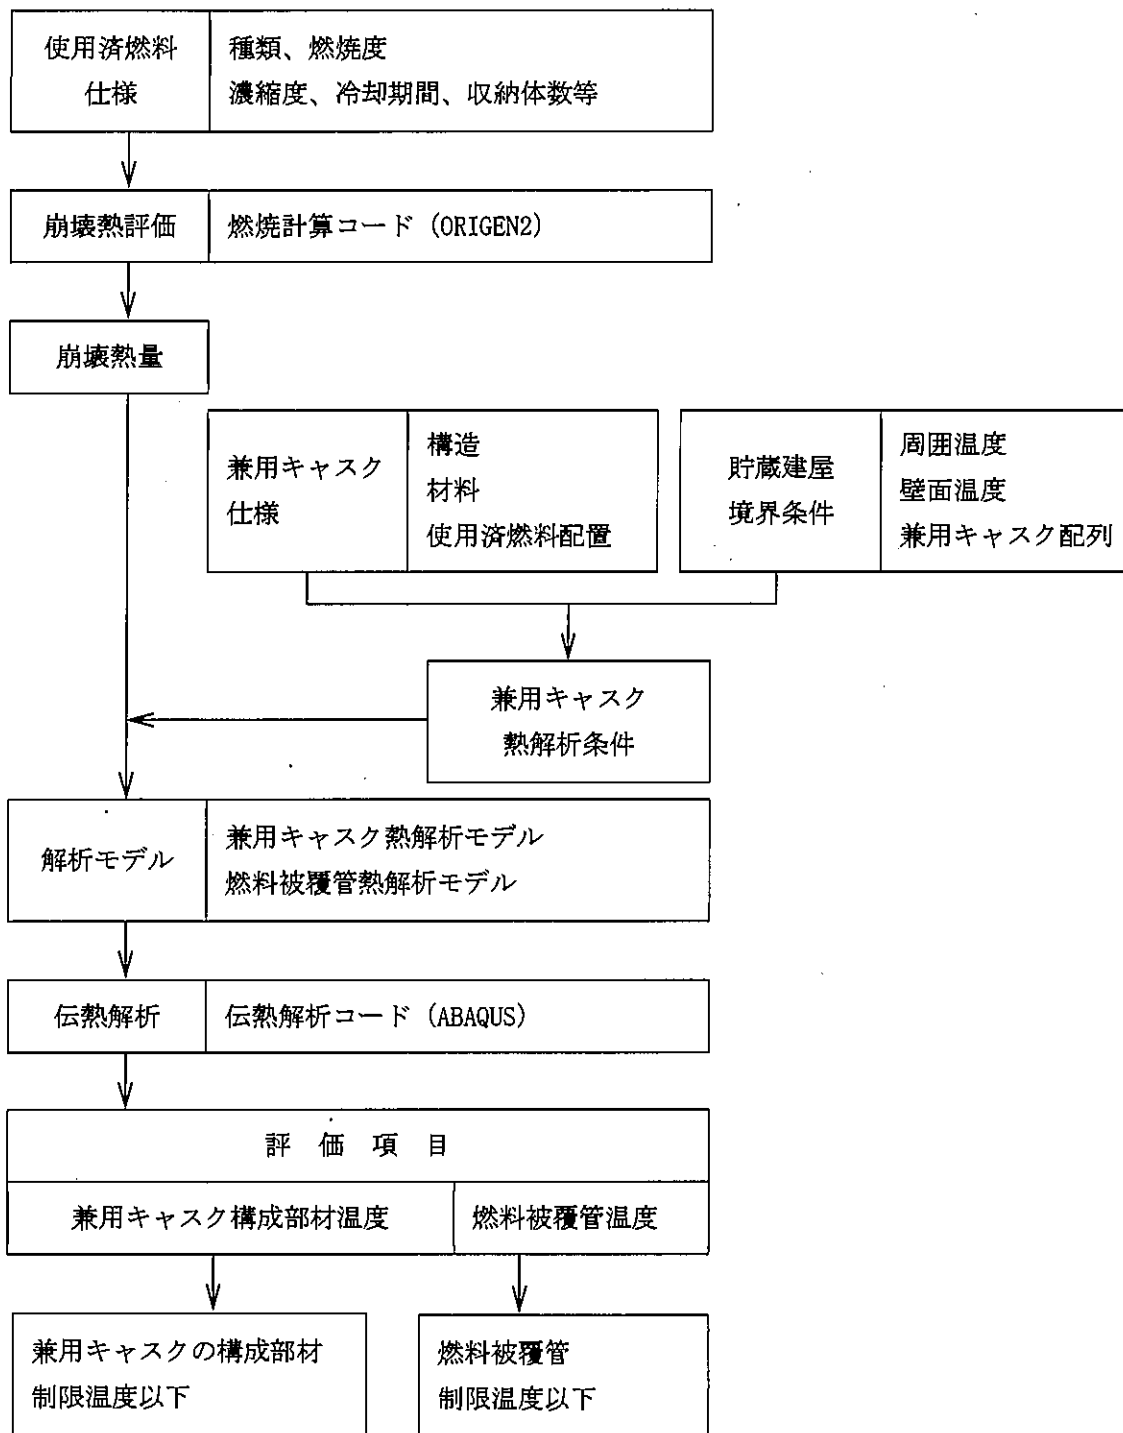 使用済燃料
仕様
種類、燃焼度
濃縮度、冷却期間、収納体数等
崩壊熱評価
燃焼計算コード（ORIGEN2）
崩壊熱量
兼用キャスク
仕様
構造
材料
使用済燃料配置
貯蔵建屋
境界条件
周囲温度
壁面温度
兼用キャスク配列
兼用キャスク
熱解析条件
解析モデル
兼用キャスク熱解析モデル
燃料被覆管熱解析モデル
伝熱解析
伝熱解析コード（ABAQUS）
評　価　項　目
兼用キャスク構成部材温度
燃料被覆管温度
兼用キャスクの構成部材
制限温度以下
燃料被覆管
制限温度以下